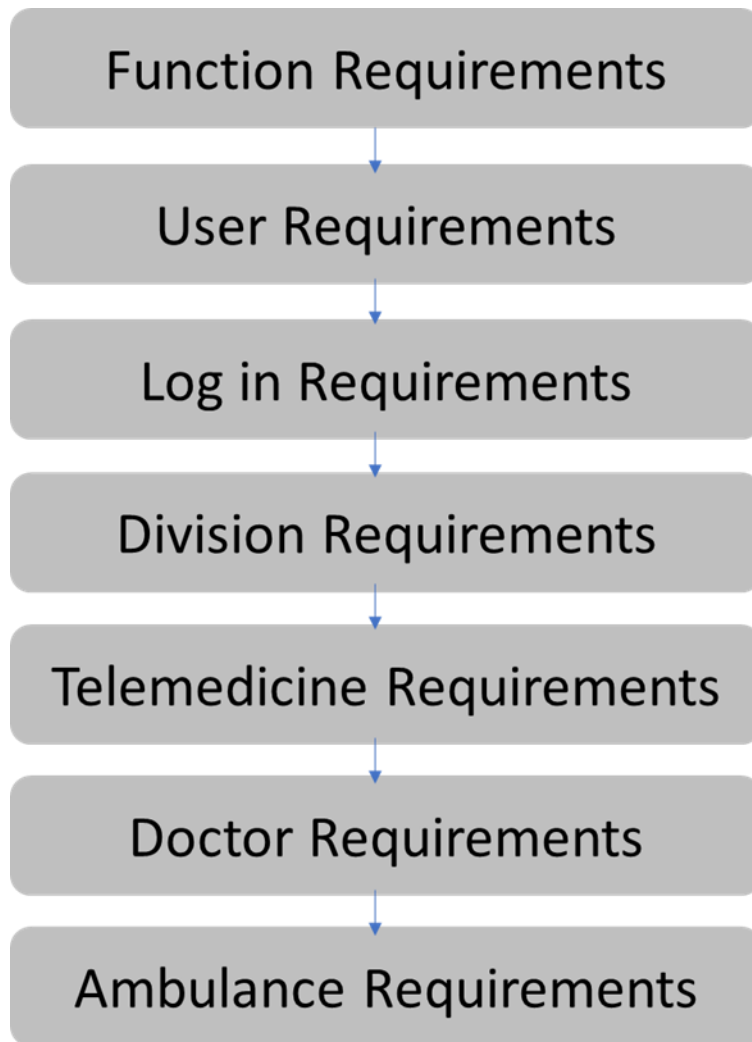 Function Requirements
User Requirements
Log in Requirements
Division Requirements
Telemedicine Requirements
Doctor Requirements
Ambulance Requirements